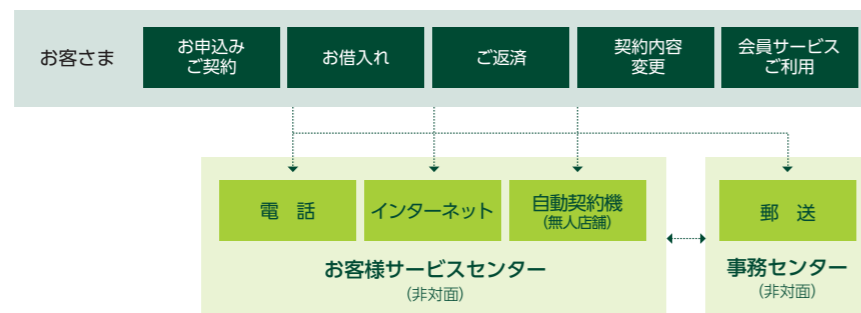 お客さま
お申込み
ご契約
お借入れ
ご返済
契約内容
変更
会員サービス
ご利用
電　話
インターネット
自動契約機
(無人店舗)
郵　送
お客様サービスセンター
(非対面)
事務センター
(非対面)